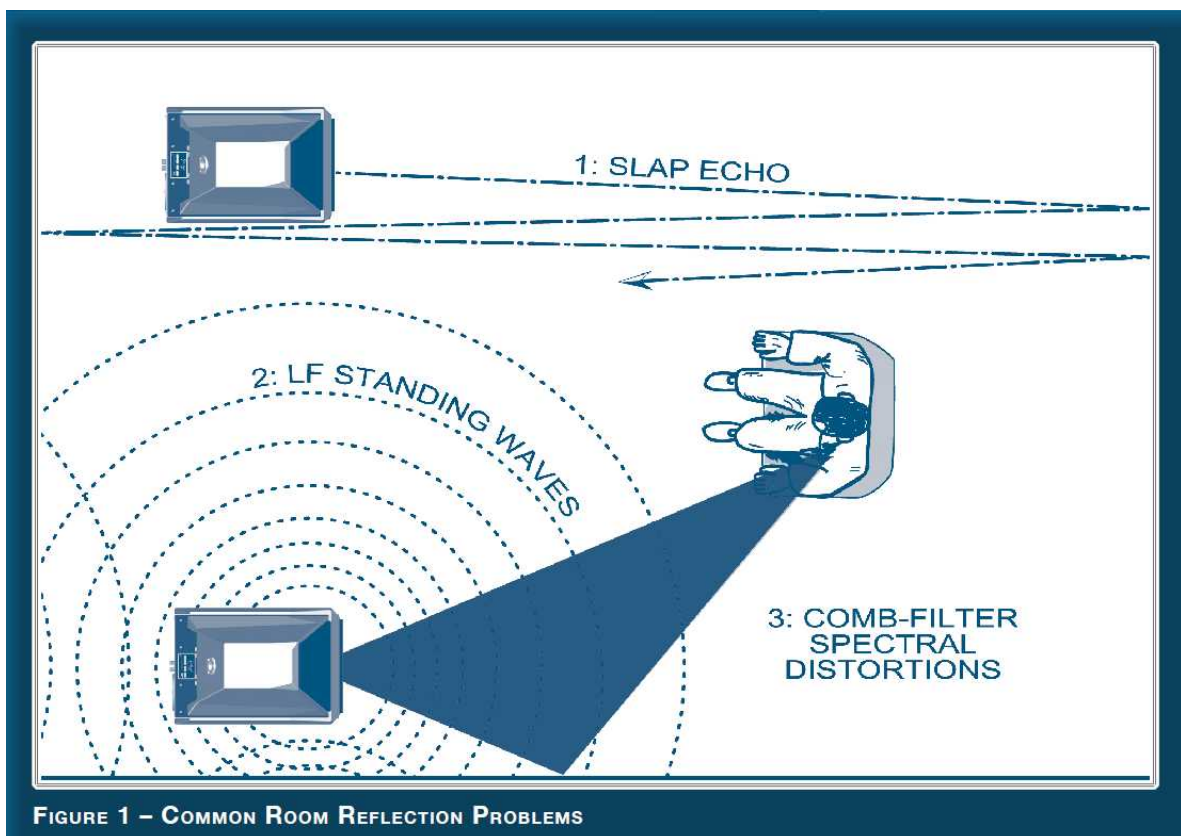 1: SLAP ECHO
2: LF STANDING WAVES
3: COMB-FILTER
SPECTRAL
DISTORTIONS
FIGURE 1 – COMMON ROOM REFLECTION PROBLEMS